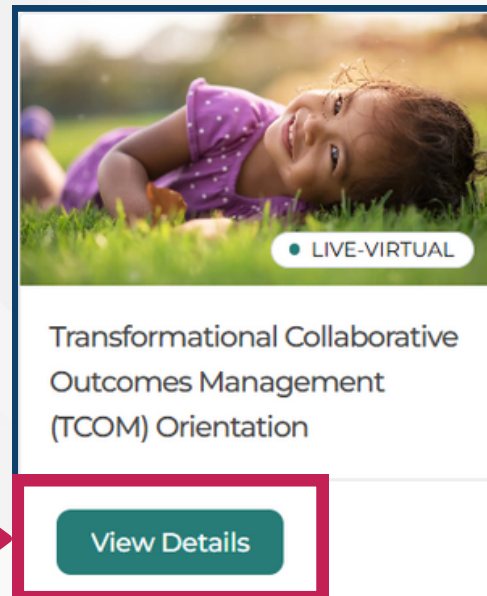 LIVE-VIRTUAL
Transformational Collaborative
Outcomes Management
(TCOM) Orientation
View Details